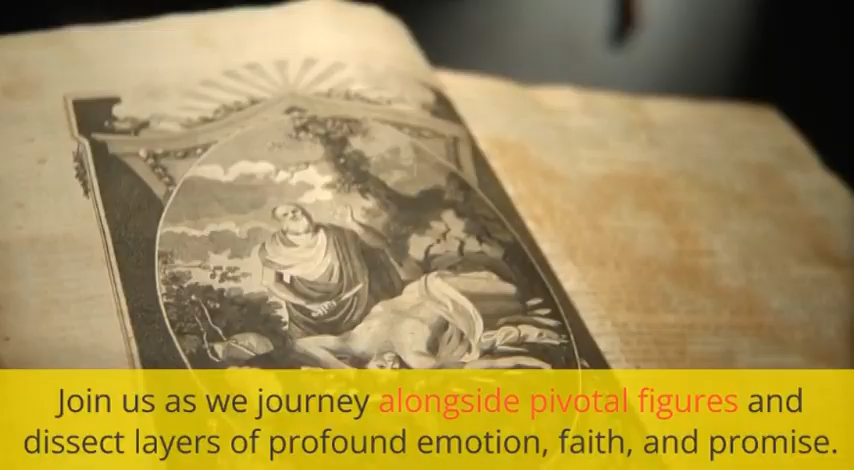 Join us as we journey alongside pivotal figures and
dissect layers of profound emotion, faith, and promise.